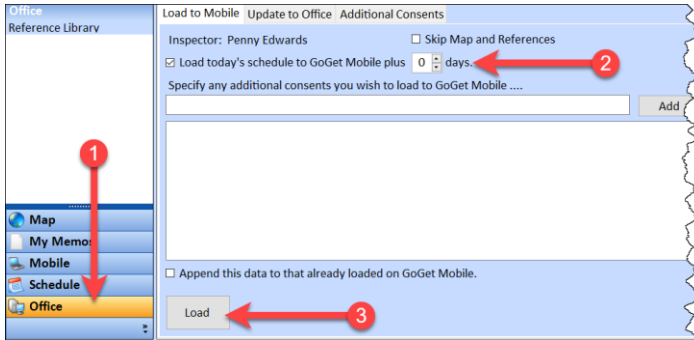 Office
Reference Library
1
Map
My Memos
Mobile
Schedule
Office
Load to Mobile Update to Office Additional Consents
Inspector: Penny Edwards Skip Map and References
Load today's schedule to GoGet Mobile plus 0 days. 2
Specify any additional consents you wish to load to GoGet Mobile ....
Add
Append this data to that already loaded on GoGet Mobile.
Load 3